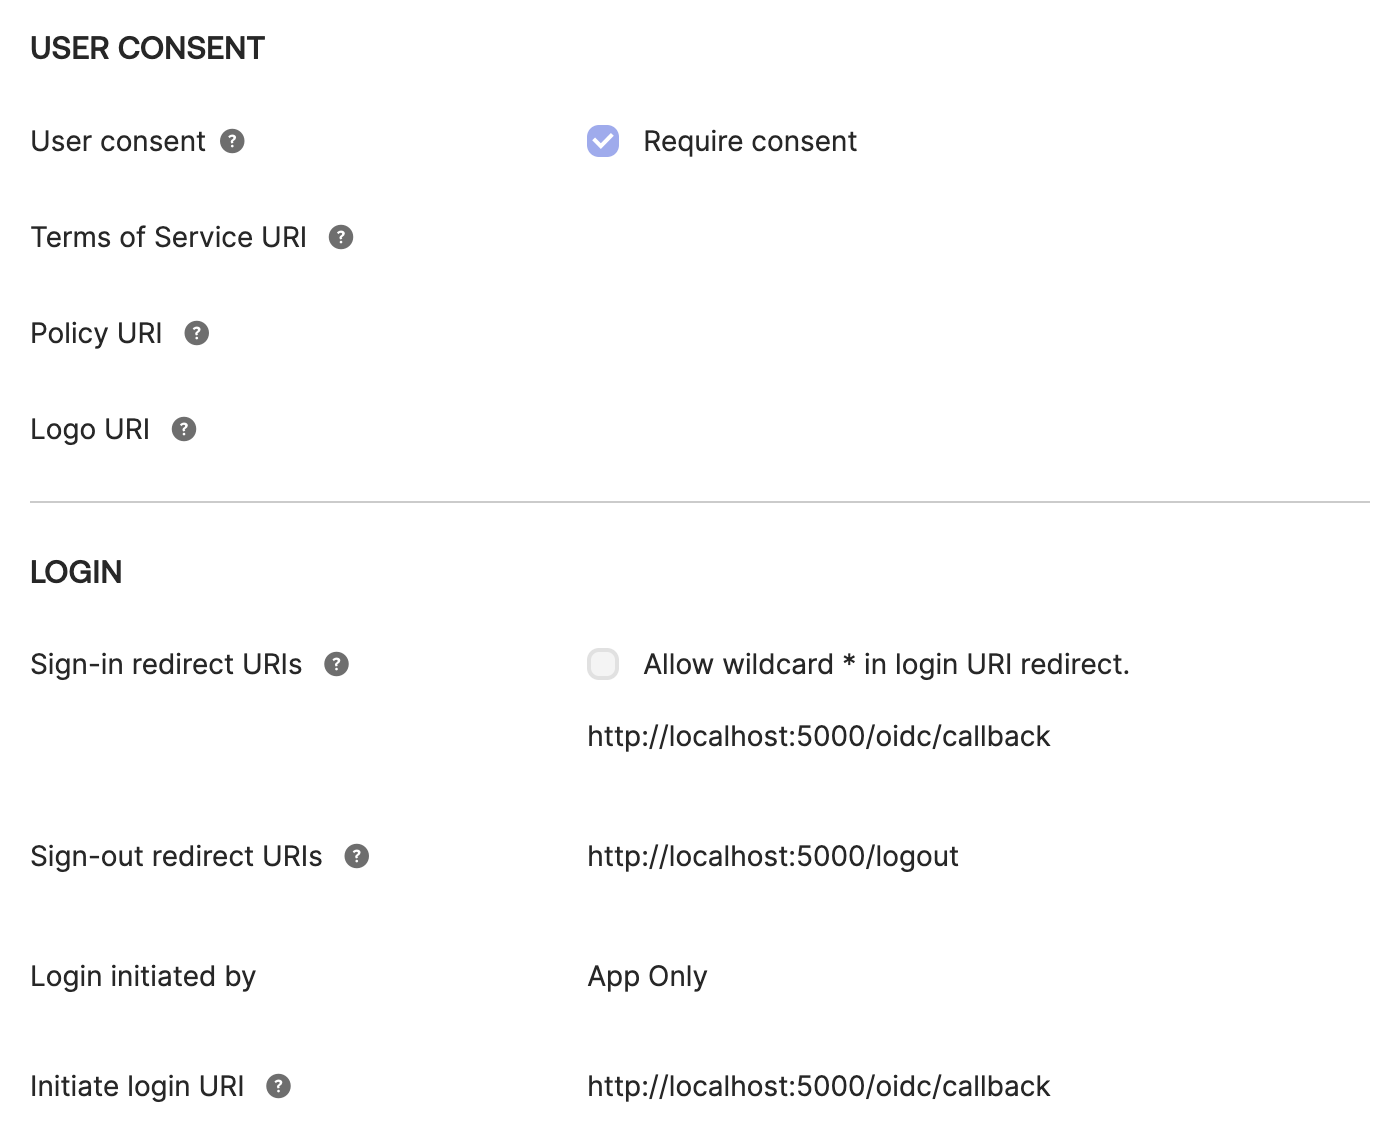 USER CONSENT
User consent ? Require consent
Terms of Service URI ?
Policy URI ?
Logo URI ?
LOGIN
Sign-in redirect URIs ? Allow wildcard * in login URI redirect.
http://localhost:5000/oidc/callback
Sign-out redirect URIs ? http://localhost:5000/logout
Login initiated by App Only
Initiate login URI ? http://localhost:5000/oidc/callback